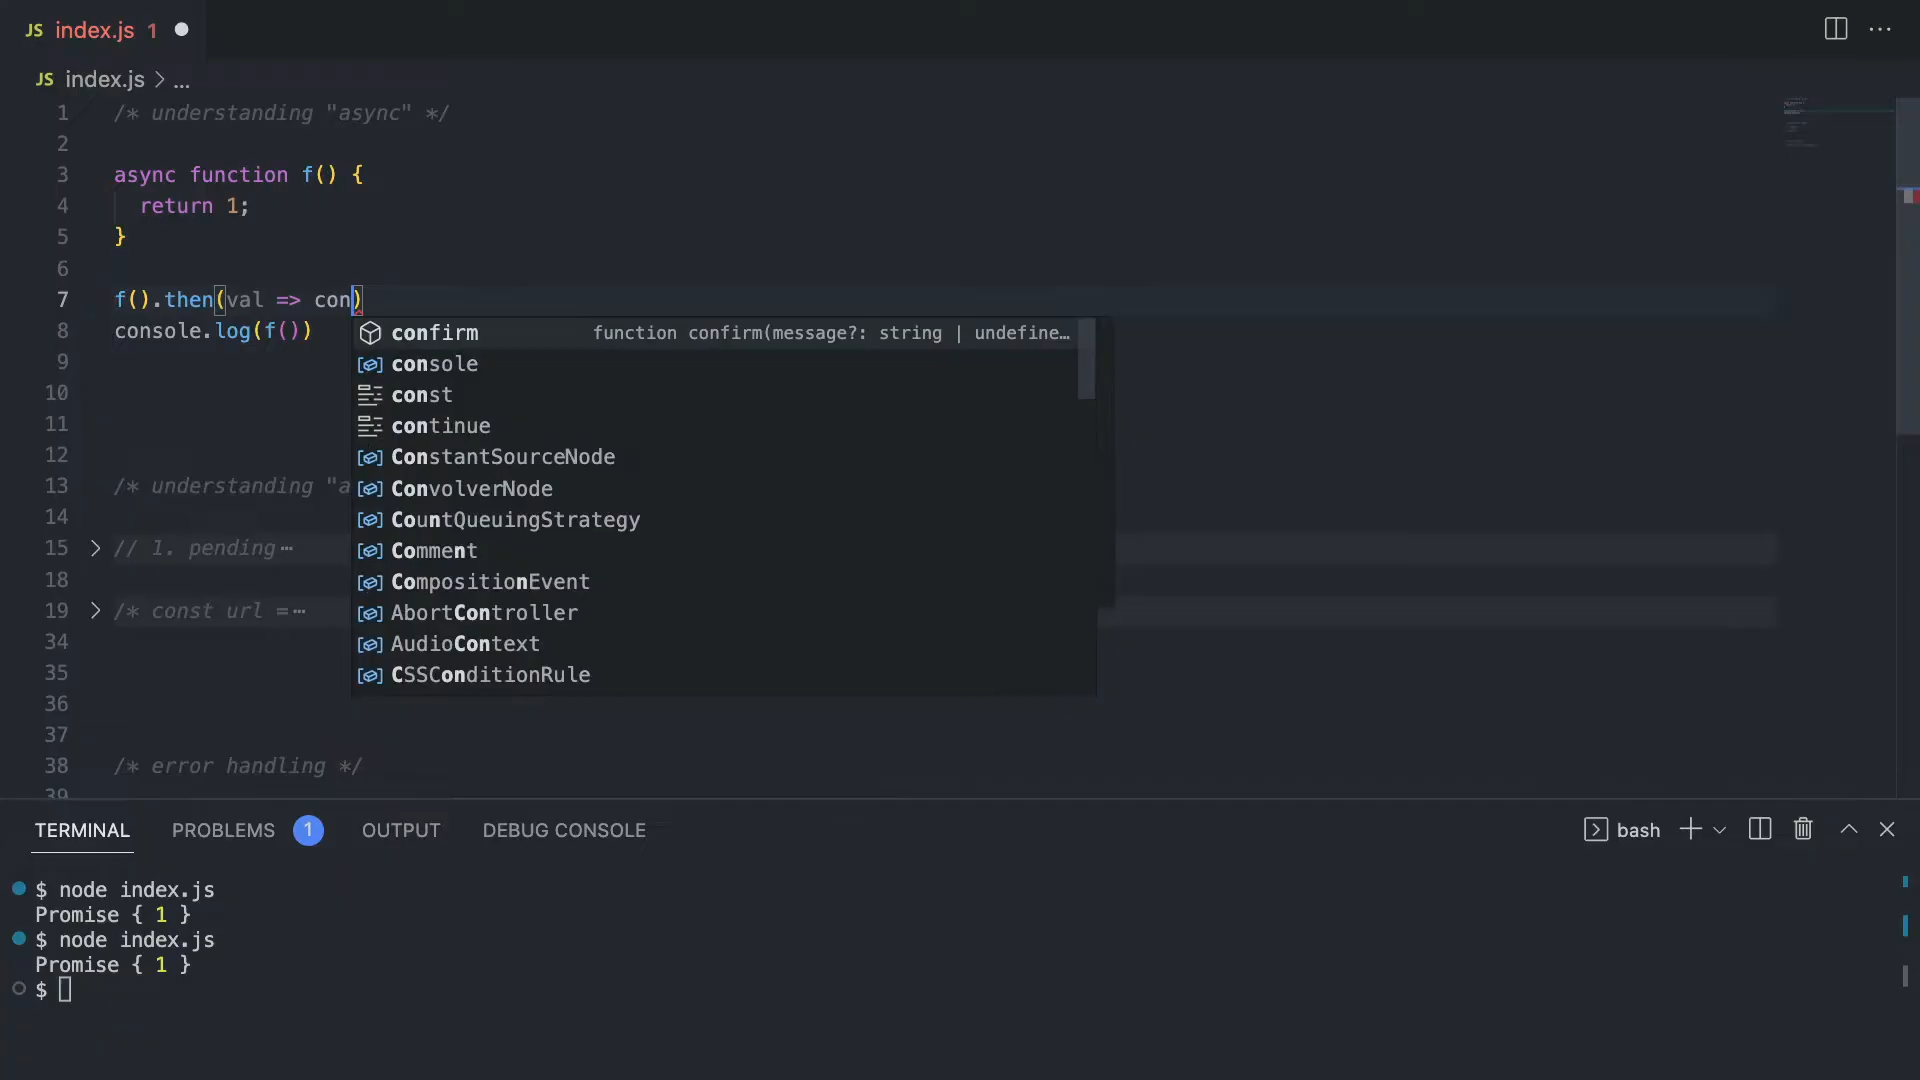 JS index.js 1
JS index.js > ...
1 /* understanding "async" */
2
3 async function f() {
4 return 1;
5 }
6
7 f().then(val => con)
8 console.log(f())
confirm function confirm(message?: string | undefine…
9 console
10 const
11 continue
12 ConstantSourceNode
13 /* understanding "a ConvolverNode
14 CountQueuingStrategy
15 > // 1. pending… Comment
18 CompositionEvent
19 > /* const url =… AbortController
34 AudioContext
35 CSSConditionRule
36
37
38 /* error handling */
39
TERMINAL PROBLEMS 1 OUTPUT DEBUG CONSOLE bash
$ node index.js
Promise { 1 }
$ node index.js
Promise { 1 }
$